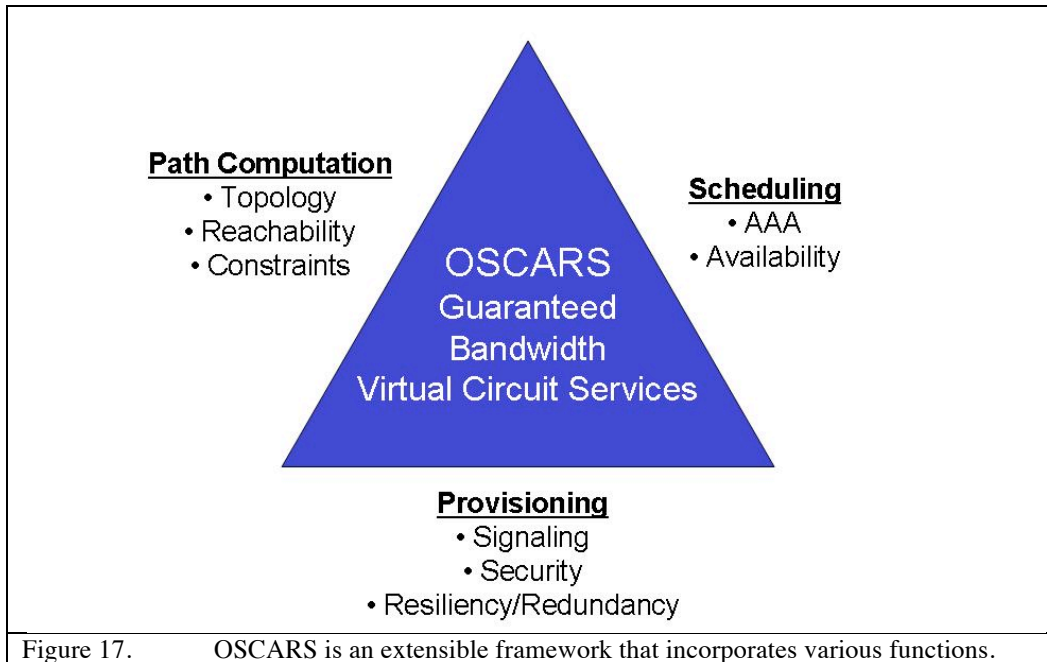 Path Computation
• Topology
• Reachability
• Constraints
Scheduling
• AAA
• Availability
OSCARS
Guaranteed
Bandwidth
Virtual Circuit Services
Provisioning
• Signaling
• Security
• Resiliency/Redundancy
Figure 17. OSCARS is an extensible framework that incorporates various functions.